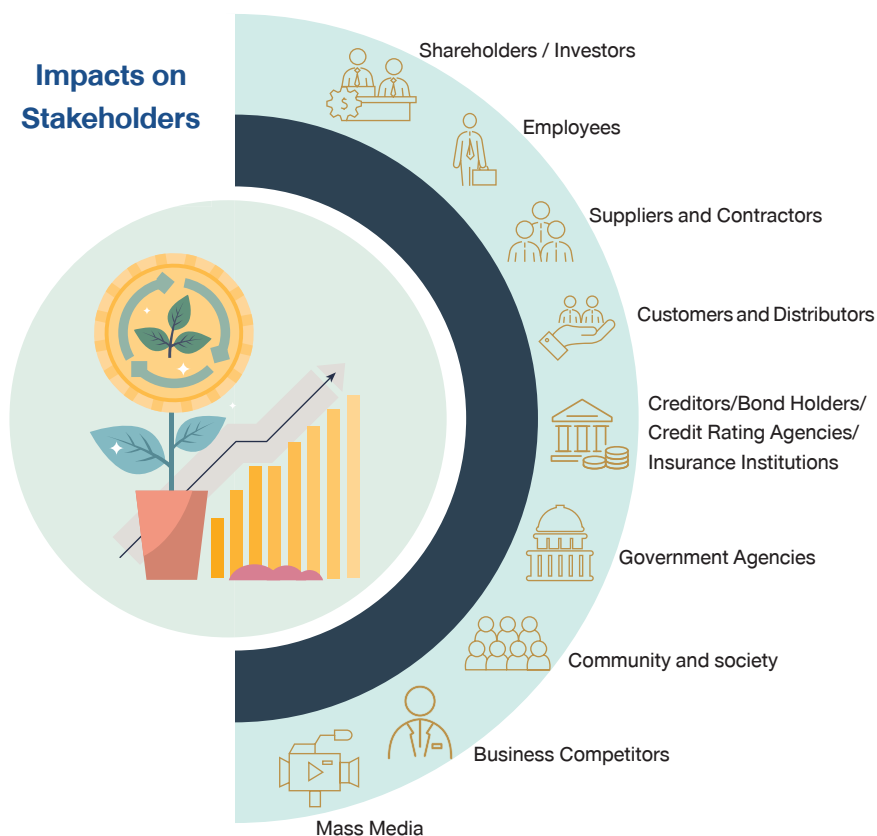 Impacts on
Stakeholders
Shareholders / Investors
Employees
Suppliers and Contractors
Customers and Distributors
Creditors/Bond Holders/
Credit Rating Agencies/
Insurance Institutions
Government Agencies
Community and society
Business Competitors
Mass Media
$